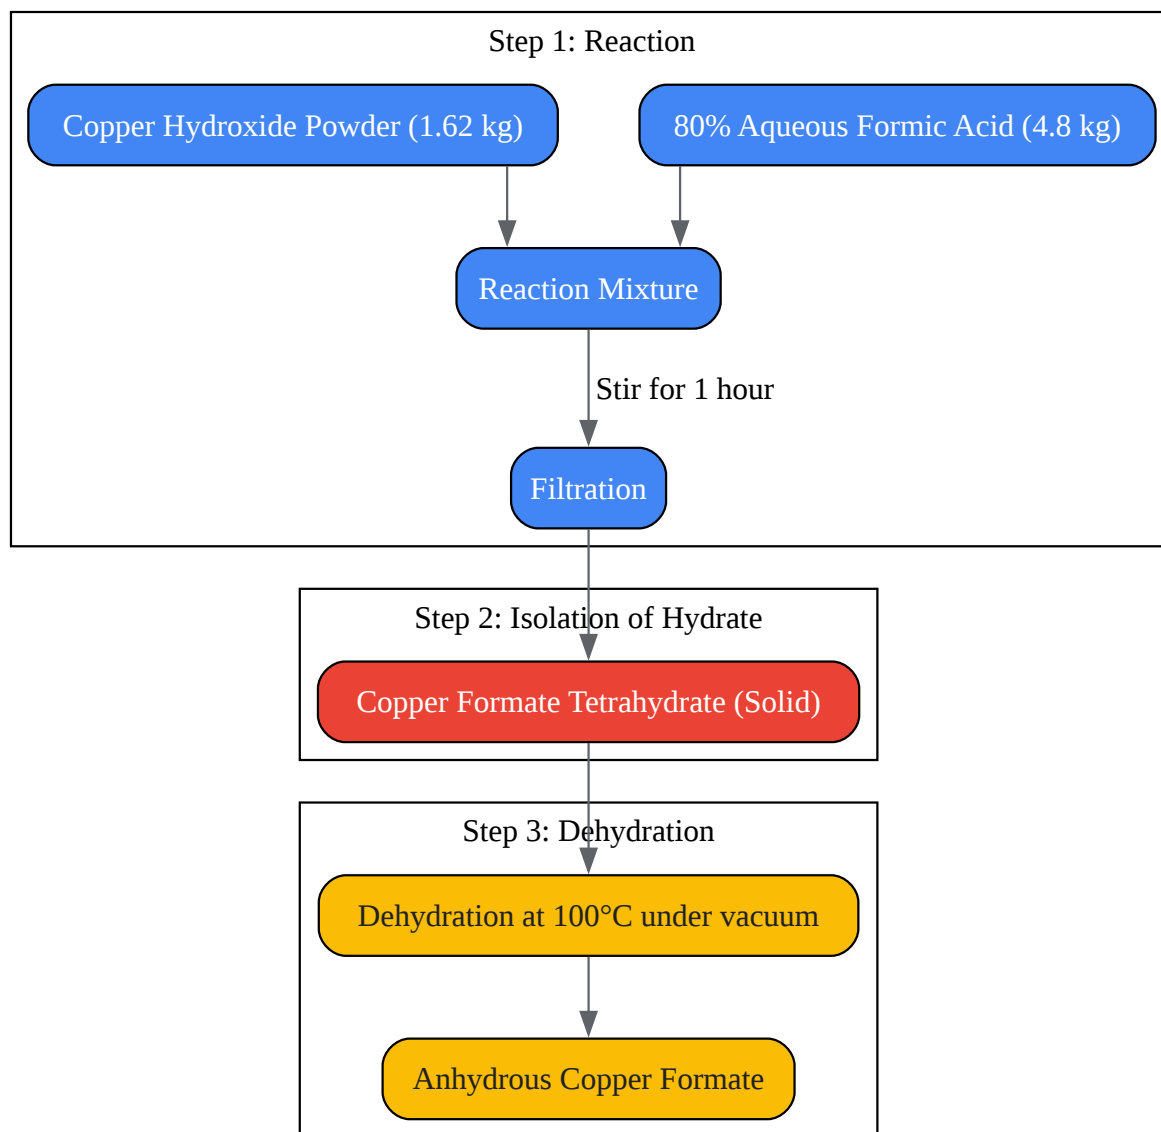 Step 1: Reaction
Copper Hydroxide Powder (1.62 kg)
80% Aqueous Formic Acid (4.8 kg)
Reaction Mixture
Stir for 1 hour
Filtration
Step 2: Isolation of Hydrate
Copper Formate Tetrahydrate (Solid)
Step 3: Dehydration
Dehydration at 100°C under vacuum
Anhydrous Copper Formate